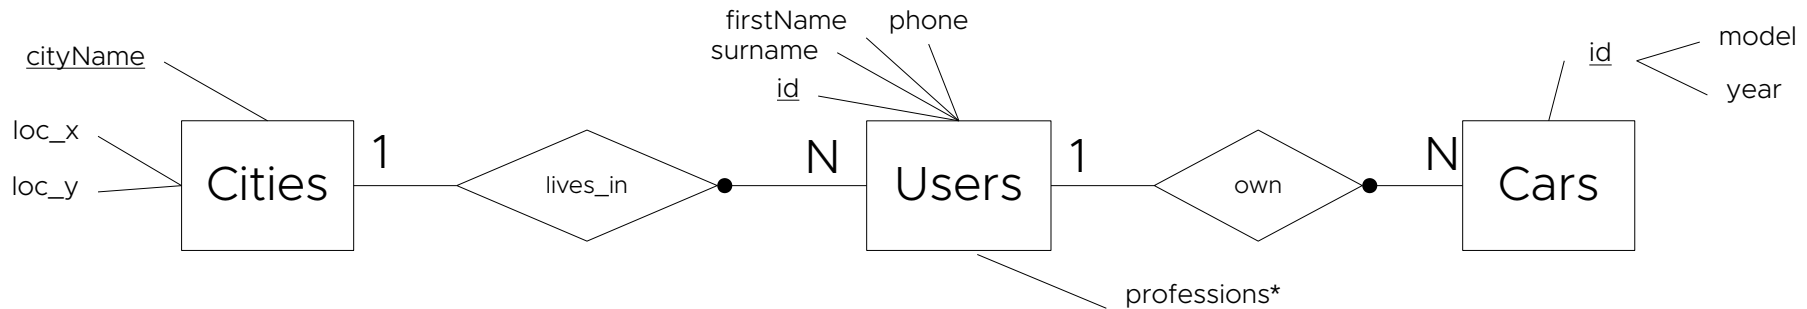 cityName
loc_x
loc_y
Cities
1
lives_in
N
firstName
surname
id
phone
Users
professions*
1
own
N
id
model
year
Cars